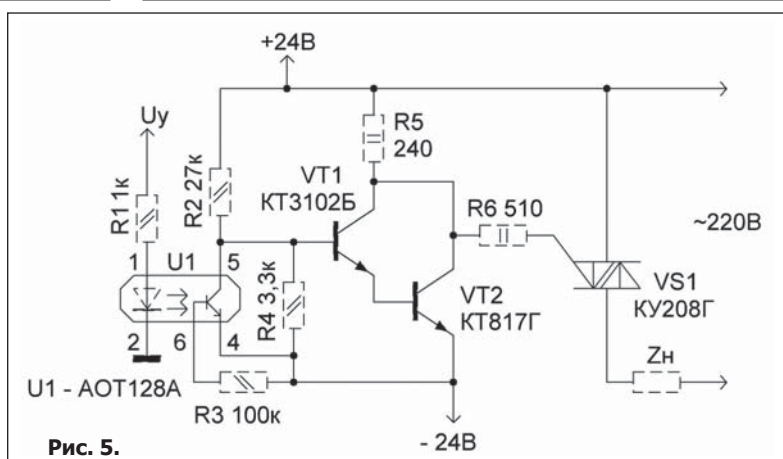 +24В
Uу
R1 1к
R2 27к
R5
240
VT1
КТ3102Б
R6 510
~220В
1
U1
5
R4 3,3к
VT2
КТ817Г
VS1
КУ208Г
2
6
4
Zн
U1 - АОТ128А
R3 100к
- 24В
Рис. 5.